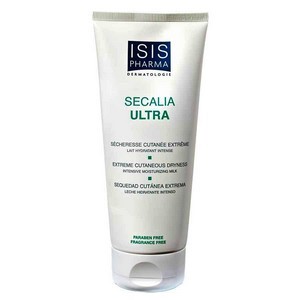 ISIS
PHARMA
DERMATOLOGIE
SECALIA
ULTRA
SÉCHERESSE CUTANÉE EXTRÊME
LAIT HYDRATANT INTENSE
EXTREME CUTANEOUS DRYNESS
INTENSIVE MOISTURIZING MILK
SEQUEDAD CUTÁNEA EXTREMA
LECHE HIDRATANTE INTENSO
PARABEN FREE
FRAGRANCE FREE